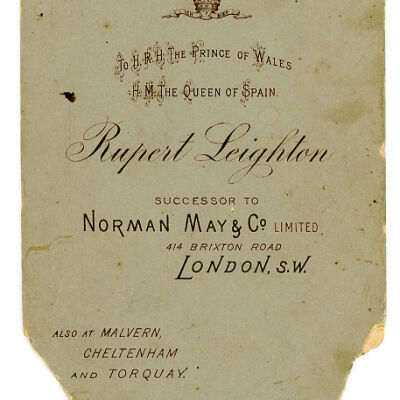 To H.R.H. The Prince of Wales
H.M. The Queen of Spain.
Rupert Leighton
SUCCESSOR TO
NORMAN MAY & Co LIMITED,
414 BRIXTON ROAD
LONDON, S.W.
ALSO AT MALVERN,
CHELTENHAM
AND TORQUAY.